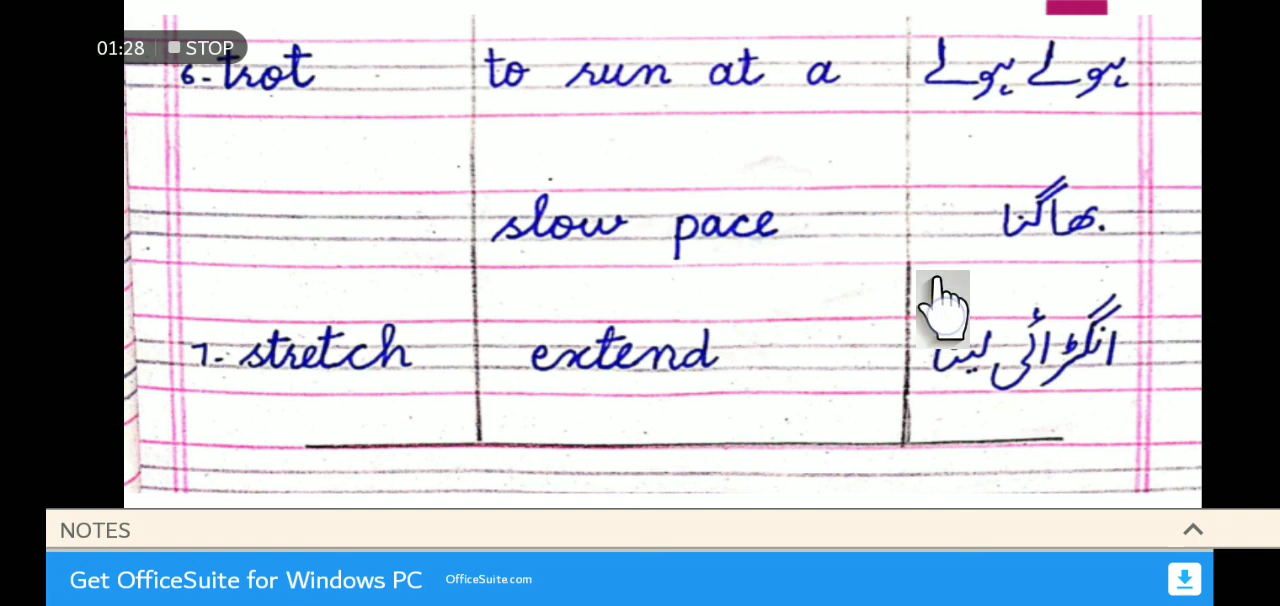 01:28 STOP
6- trot to run at a ہولے ہولے
slow pace بھاگنا.
7- stretch extend انگڑائی لینا
NOTES
Get OfficeSuite for Windows PC OfficeSuite.com